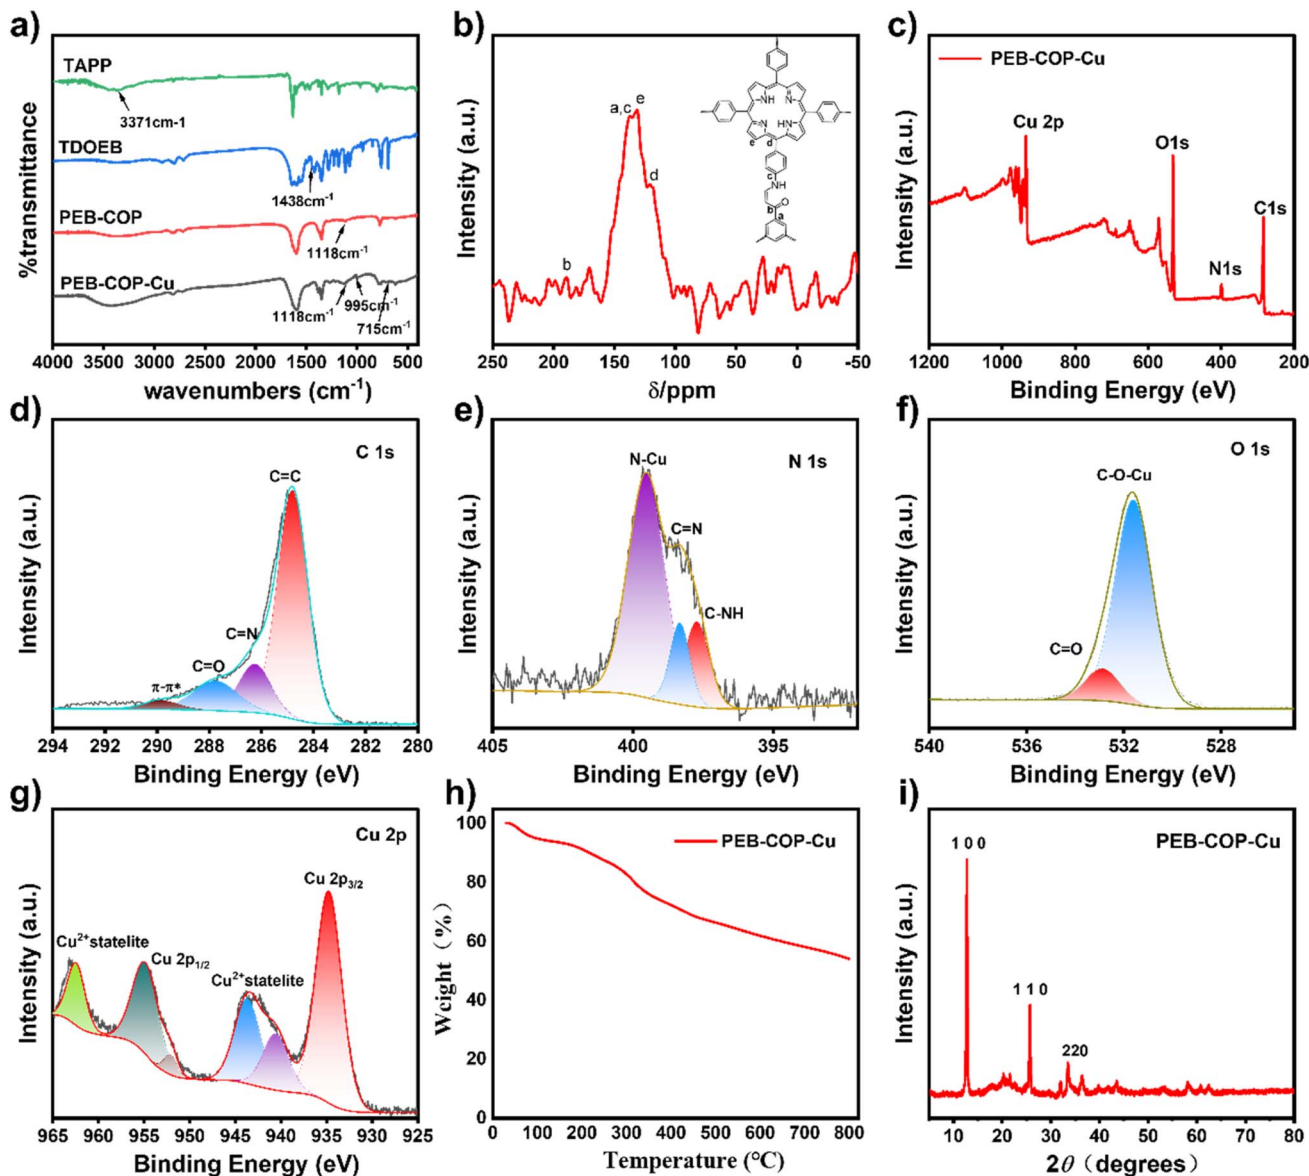 a)
TAPP
3371cm-1
TDOEB
1438cm⁻¹
PEB-COP
1118cm⁻¹
PEB-COP-Cu
1118cm⁻¹
995cm⁻¹
715cm⁻¹
%transmittance
4000 3500 3000 2500 2000 1500 1000 500
wavenumbers (cm⁻¹)
b)
a,c
e
d
b
NH
N
N
HN
e
d
c
NH
O
b
a
Intensity (a.u.)
250 200 150 100 50 0 -50
δ/ppm
c)
PEB-COP-Cu
Cu 2p
O1s
N1s
C1s
Intensity (a.u.)
1200 1000 800 600 400 200
Binding Energy (eV)
d)
C 1s
C=C
C=N
C=O
π-π*
Intensity (a.u.)
294 292 290 288 286 284 282 280
Binding Energy (eV)
e)
N 1s
N-Cu
C=N
C-NH
Intensity (a.u.)
405 400 395
Binding Energy (eV)
f)
O 1s
C-O-Cu
C=O
Intensity (a.u.)
540 536 532 528
Binding Energy (eV)
g)
Cu 2p
Cu 2p₃/₂
Cu²⁺statelite
Cu 2p₁/₂
Cu²⁺statelite
Intensity (a.u.)
965 960 955 950 945 940 935 930 925
Binding Energy (eV)
h)
PEB-COP-Cu
100
80
60
40
20
0
Weight（%）
0 100 200 300 400 500 600 700 800
Temperature (°C)
i)
PEB-COP-Cu
1 0 0
1 1 0
220
Intensity (a.u.)
10 20 30 40 50 60 70 80
2θ（degrees）